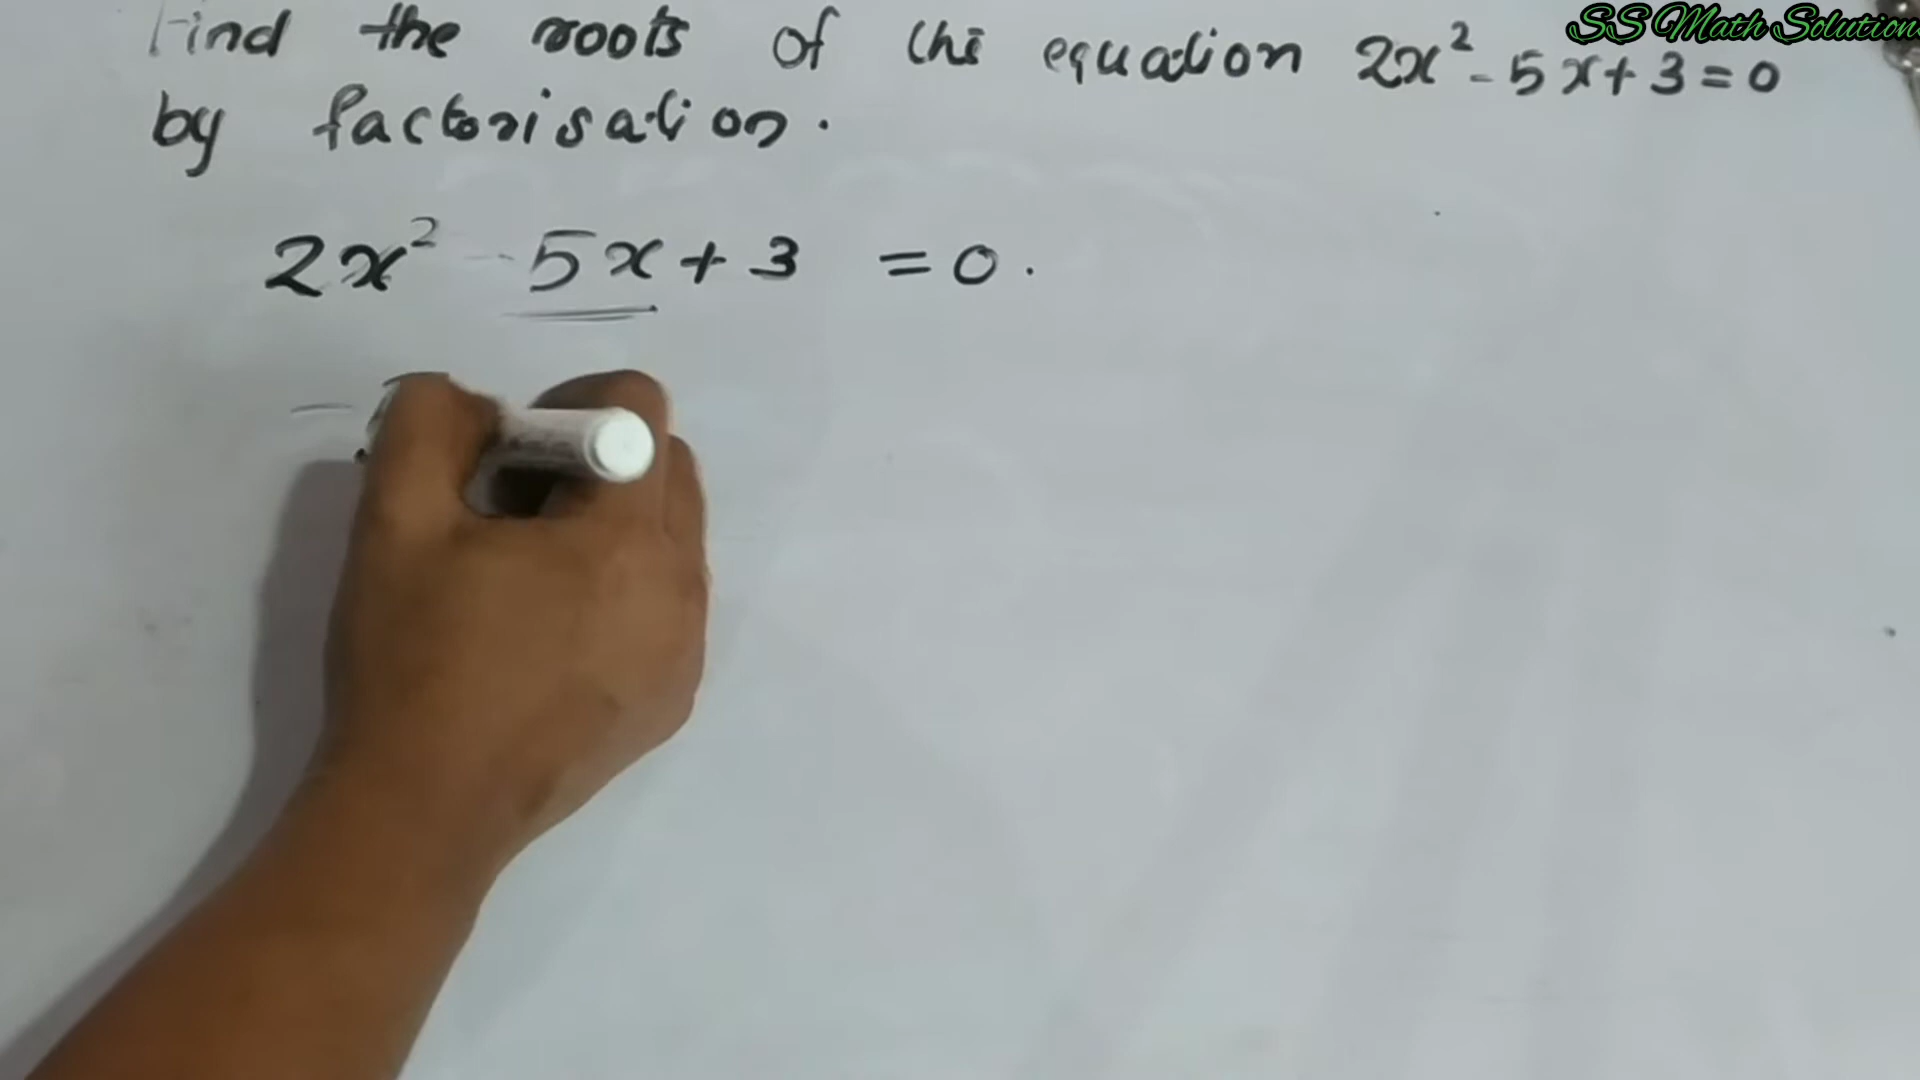 SS Math Solution
Find the roots of the equation 2x² - 5x + 3 = 0
by factorisation.
2x² - 5x + 3 = 0.